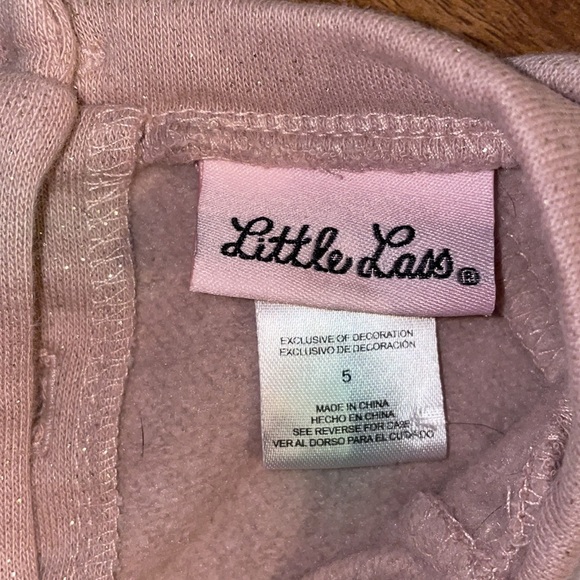 Little Lass®
EXCLUSIVE OF DECORATION
EXCLUSIVO DE DECORACIÓN
5
MADE IN CHINA
HECHO EN CHINA
SEE REVERSE FOR CARE
VER AL DORSO PARA EL CUIDADO